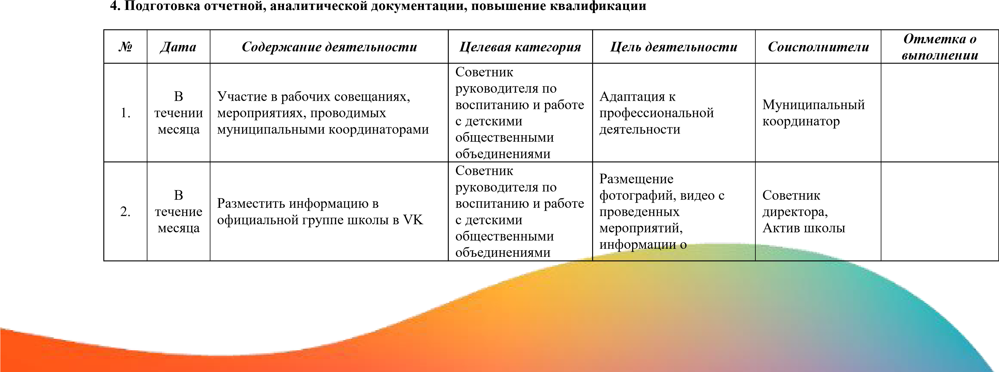 4. Подготовка отчетной, аналитической документации, повышение квалификации
№
Дата
Содержание деятельности
Целевая категория
Цель деятельности
Соисполнители
Отметка о
выполнении
1.
В
течении
месяца
Участие в рабочих совещаниях,
мероприятиях, проводимых
муниципальными координаторами
Советник
руководителя по
воспитанию и работе
с детскими
общественными
объединениями
Адаптация к
профессиональной
деятельности
Муниципальный
координатор
2.
В
течение
месяца
Разместить информацию в
официальной группе школы в VK
Советник
руководителя по
воспитанию и работе
с детскими
общественными
объединениями
Размещение
фотографий, видео с
проведенных
мероприятий,
информации о
Советник
директора,
Актив школы